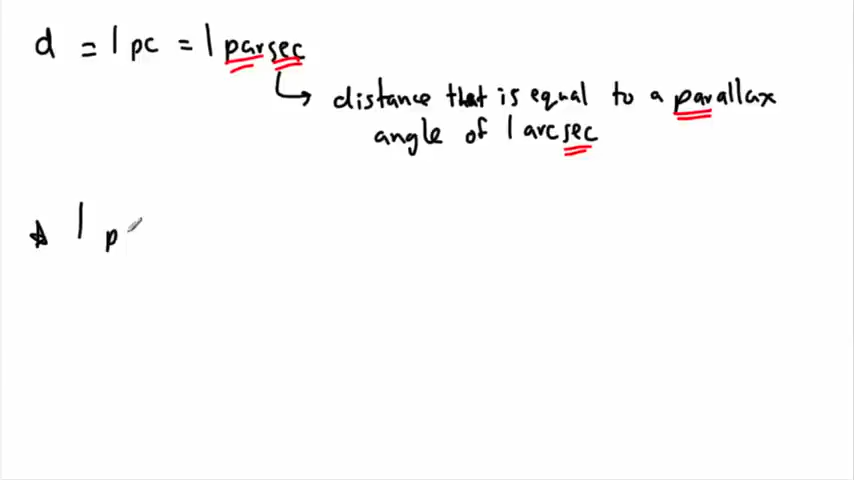 d = 1 pc = 1 parsec
distance that is equal to a parallax
angle of 1 arcsec
★ 1 p